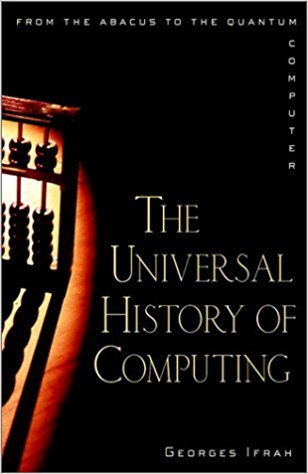 FROM THE ABACUS TO THE QUANTUM
COMPUTER
THE
UNIVERSAL
HISTORY OF
COMPUTING
GEORGES IFRAH